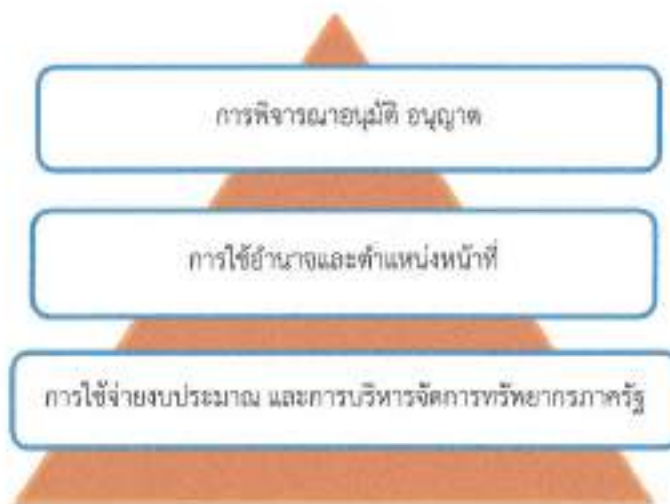 การพิจารณาอนุมัติ อนุญาต
การใช้อำนาจและตำแหน่งหน้าที่
การใช้จ่ายงบประมาณ และการบริหารจัดการทรัพยากรภาครัฐ